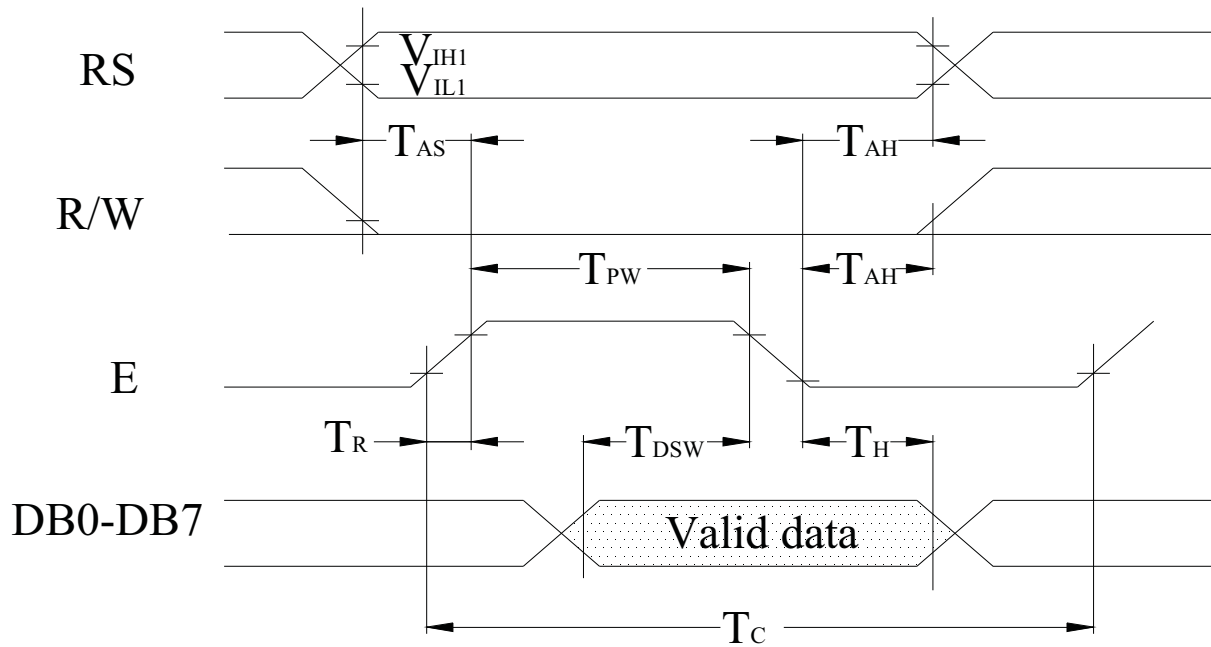 RS
VIH1
VIL1
TAS
TAH
R/W
TPW
TAH
E
TR
TDSW
TH
DB0-DB7
Valid data
TC